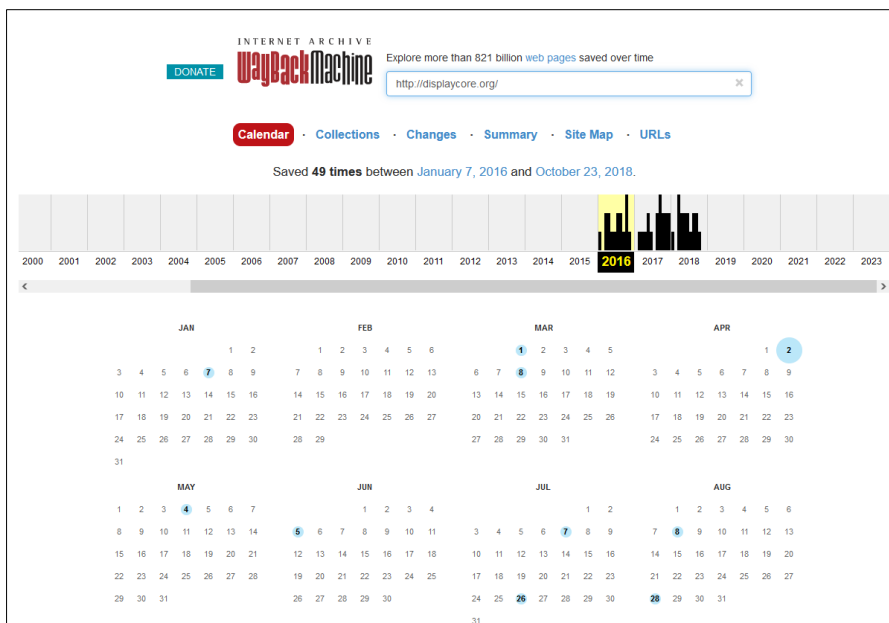 INTERNET ARCHIVE
DONATE
WayBackMachine
Explore more than 821 billion web pages saved over time
http://displaycore.org/ ×
Calendar · Collections · Changes · Summary · Site Map · URLs
Saved 49 times between January 7, 2016 and October 23, 2018.
2000 2001 2002 2003 2004 2005 2006 2007 2008 2009 2010 2011 2012 2013 2014 2015 2016 2017 2018 2019 2020 2021 2022 2023
JAN FEB MAR APR
1 2 1 2 3 4 5 6 1 2 3 4 5 1 2
3 4 5 6 7 8 9 7 8 9 10 11 12 13 6 7 8 9 10 11 12 3 4 5 6 7 8 9
10 11 12 13 14 15 16 14 15 16 17 18 19 20 13 14 15 16 17 18 19 10 11 12 13 14 15 16
17 18 19 20 21 22 23 21 22 23 24 25 26 27 20 21 22 23 24 25 26 17 18 19 20 21 22 23
24 25 26 27 28 29 30 28 29 27 28 29 30 31 24 25 26 27 28 29 30
31
MAY JUN JUL AUG
1 2 3 4 5 6 7 1 2 3 4 1 2 1 2 3 4 5 6
8 9 10 11 12 13 14 5 6 7 8 9 10 11 3 4 5 6 7 8 9 7 8 9 10 11 12 13
15 16 17 18 19 20 21 12 13 14 15 16 17 18 10 11 12 13 14 15 16 14 15 16 17 18 19 20
22 23 24 25 26 27 28 19 20 21 22 23 24 25 17 18 19 20 21 22 23 21 22 23 24 25 26 27
29 30 31 26 27 28 29 30 24 25 26 27 28 29 30 28 29 30 31
31